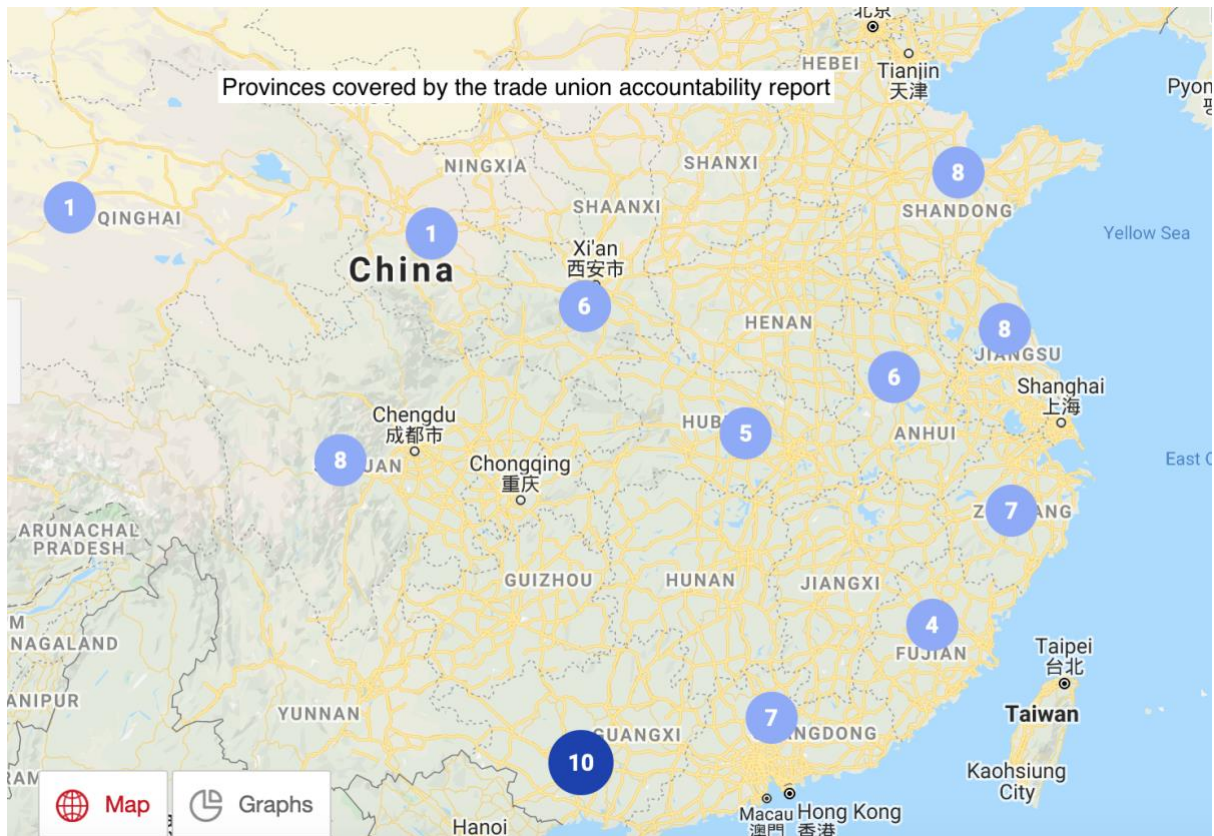 北京
HEBEI
Tianjin
天津
Provinces covered by the trade union accountability report
Pyon
NINGXIA
SHANXI
8
SHANDONG
1
QINGHAI
SHAANXI
1
China
Xi'an
西安市
6
Yellow Sea
HENAN
8
JIANGSU
6
Shanghai
上海
Chengdu
成都市
HUB
5
ANHUI
8
UAN
Chongqing
重庆
East C
7
Z
ANG
ARUNACHAL
PRADESH
GUIZHOU
HUNAN
JIANGXI
M
NAGALAND
4
FUJIAN
Taipei
台北
ANIPUR
YUNNAN
Taiwan
7
NGDONG
GUANGXI
10
Kaohsiung
City
RAM
Map
Graphs
Hanoi
Macau
澳門
Hong Kong
香港